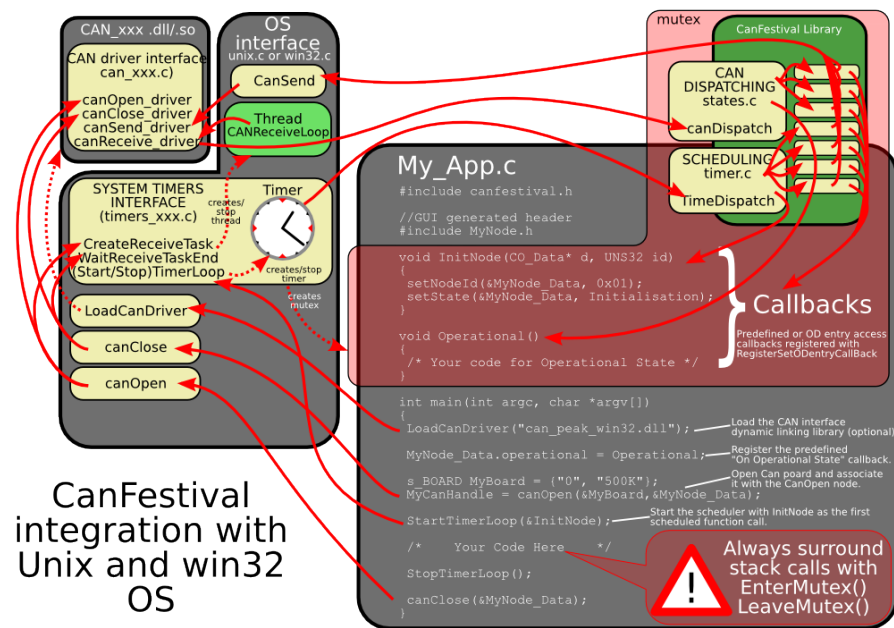 CAN_xxx .dll/.so
CAN driver interface
can_xxx.c)
canOpen_driver
canClose_driver
canSend_driver
canReceive_driver
OS
interface
unix.c or win32.c
CanSend
Thread
CANReceiveLoop
SYSTEM TIMERS
INTERFACE
(timers_xxx.c)
Timer
creates/
stop
thread
CreateReceiveTask
WaitReceiveTaskEnd
(Start/Stop)TimerLoop
creates/stop
timer
creates
mutex
LoadCanDriver
canClose
canOpen
mutex
CanFestival Library
CAN
DISPATCHING
states.c
canDispatch
SCHEDULING
timer.c
TimeDispatch
My_App.c
#include canfestival.h
//GUI generated header
#include MyNode.h
void InitNode(CO_Data* d, UNS32 id)
{
setNodeId(&MyNode_Data, 0x01);
setState(&MyNode_Data, Initialisation);
}
void Operational()
{
/* Your code for Operational State */
}
}
Callbacks
Predefined or OD entry access
callbacks registered with
RegisterSetODentryCallBack
int main(int argc, char *argv[])
{
LoadCanDriver("can_peak_win32.dll");
Load the CAN interface
dynamic linking library (optional)
MyNode_Data.operational = Operational;
Register the predefined
"On Operational State" callback.
s_BOARD MyBoard = {"0", "500K"};
MyCanHandle = canOpen(&MyBoard,&MyNode_Data);
Open Can poard and associate
it with the CanOpen node.
StartTimerLoop(&InitNode);
Start the scheduler with InitNode as the first
scheduled function call.
/* Your Code Here */
StopTimerLoop();
canClose(&MyNode_Data);
}
!
Always surround
stack calls with
EnterMutex()
LeaveMutex()
CanFestival
integration with
Unix and win32
OS